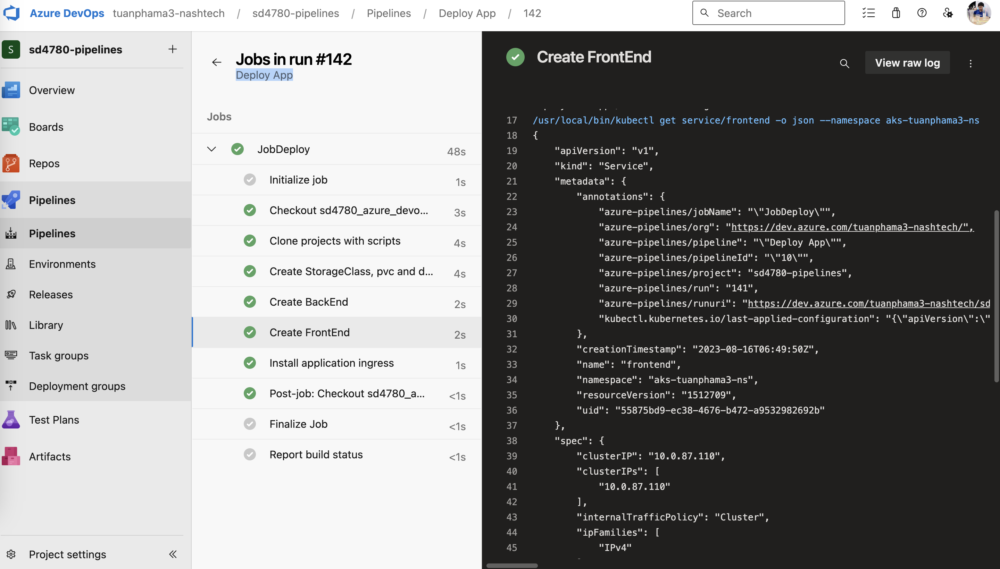 Azure DevOps tuanphama3-nashtech / sd4780-pipelines / Pipelines / Deploy App / 142
Search
S sd4780-pipelines +
Overview
Boards
Repos
Pipelines
Pipelines
Environments
Releases
Library
Task groups
Deployment groups
Test Plans
Artifacts
Project settings
Jobs in run #142
Deploy App
Jobs
JobDeploy 48s
Initialize job 1s
Checkout sd4780_azure_devo... 3s
Clone projects with scripts 4s
Create StorageClass, pvc and d... 4s
Create BackEnd 2s
Create FrontEnd 2s
Install application ingress 1s
Post-job: Checkout sd4780_a... <1s
Finalize Job <1s
Report build status <1s
Create FrontEnd
View raw log
17 /usr/local/bin/kubectl get service/frontend -o json --namespace aks-tuanphama3-ns
18 {
19 "apiVersion": "v1",
20 "kind": "Service",
21 "metadata": {
22 "annotations": {
23 "azure-pipelines/jobName": "\"JobDeploy\"",
24 "azure-pipelines/org": "https://dev.azure.com/tuanphama3-nashtech/",
25 "azure-pipelines/pipeline": "\"Deploy App\"",
26 "azure-pipelines/pipelineId": "\"10\"",
27 "azure-pipelines/project": "sd4780-pipelines",
28 "azure-pipelines/run": "141",
29 "azure-pipelines/runuri": "https://dev.azure.com/tuanphama3-nashtech/sd
30 "kubectl.kubernetes.io/last-applied-configuration": "{\"apiVersion\":\"
31 },
32 "creationTimestamp": "2023-08-16T06:49:50Z",
33 "name": "frontend",
34 "namespace": "aks-tuanphama3-ns",
35 "resourceVersion": "1512709",
36 "uid": "55875bd9-ec38-4676-b472-a9532982692b"
37 },
38 "spec": {
39 "clusterIP": "10.0.87.110",
40 "clusterIPs": [
41 "10.0.87.110"
42 ],
43 "internalTrafficPolicy": "Cluster",
44 "ipFamilies": [
45 "IPv4"